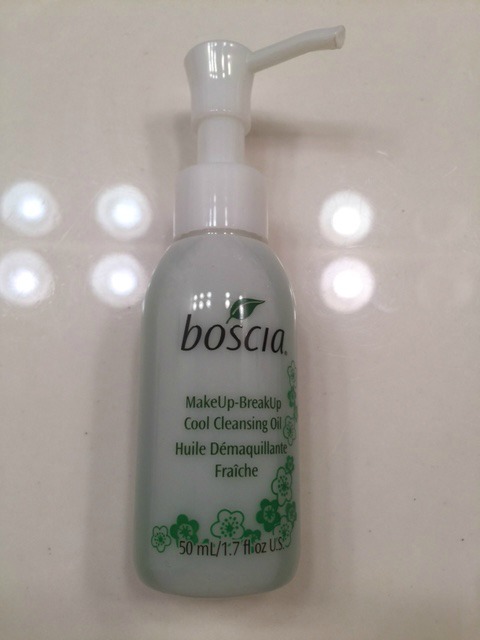 boscia®
MakeUp-BreakUp
Cool Cleansing Oil
Huile Démaquillante
Fraîche
50 mL/1.7 fl oz U.S.